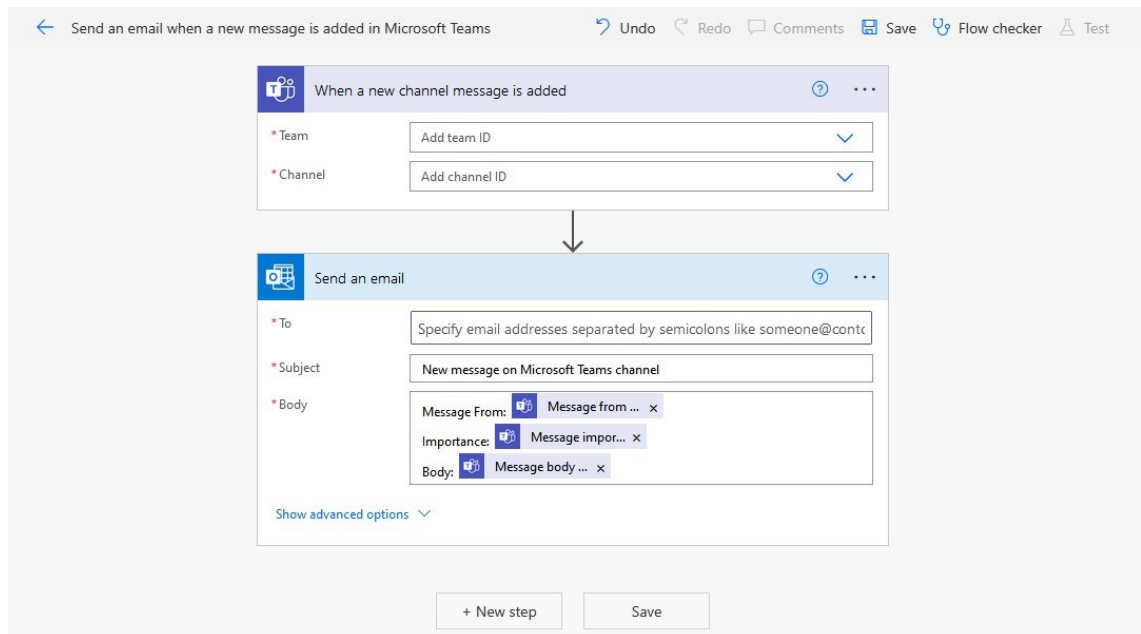 Send an email when a new message is added in Microsoft Teams
Undo Redo Comments Save Flow checker Test
When a new channel message is added
* Team Add team ID
* Channel Add channel ID
Send an email
* To Specify email addresses separated by semicolons like someone@conto
* Subject New message on Microsoft Teams channel
* Body
Message From: Message from ... ×
Importance: Message impor... ×
Body: Message body ... ×
Show advanced options
+ New step Save